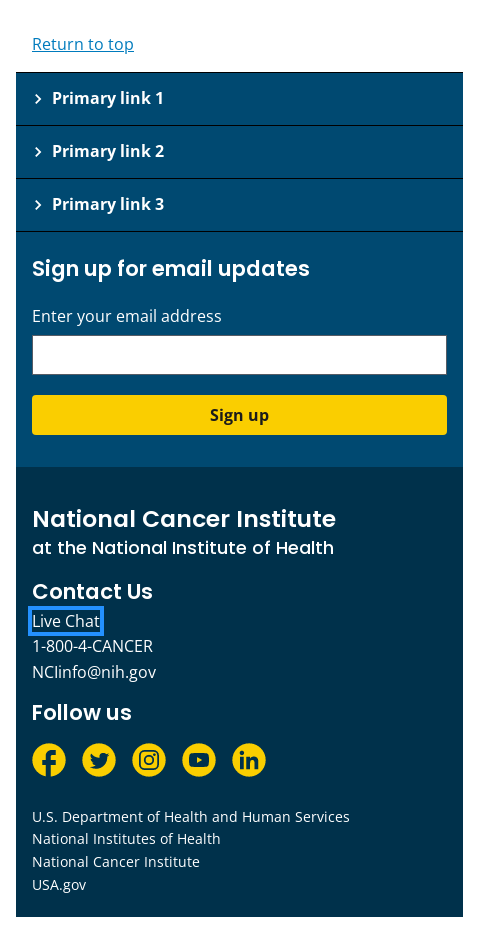 Return to top
Primary link 1
Primary link 2
Primary link 3
Sign up for email updates
Enter your email address
Sign up
National Cancer Institute
at the National Institute of Health
Contact Us
Live Chat
1-800-4-CANCER
NCIinfo@nih.gov
Follow us
U.S. Department of Health and Human Services
National Institutes of Health
National Cancer Institute
USA.gov